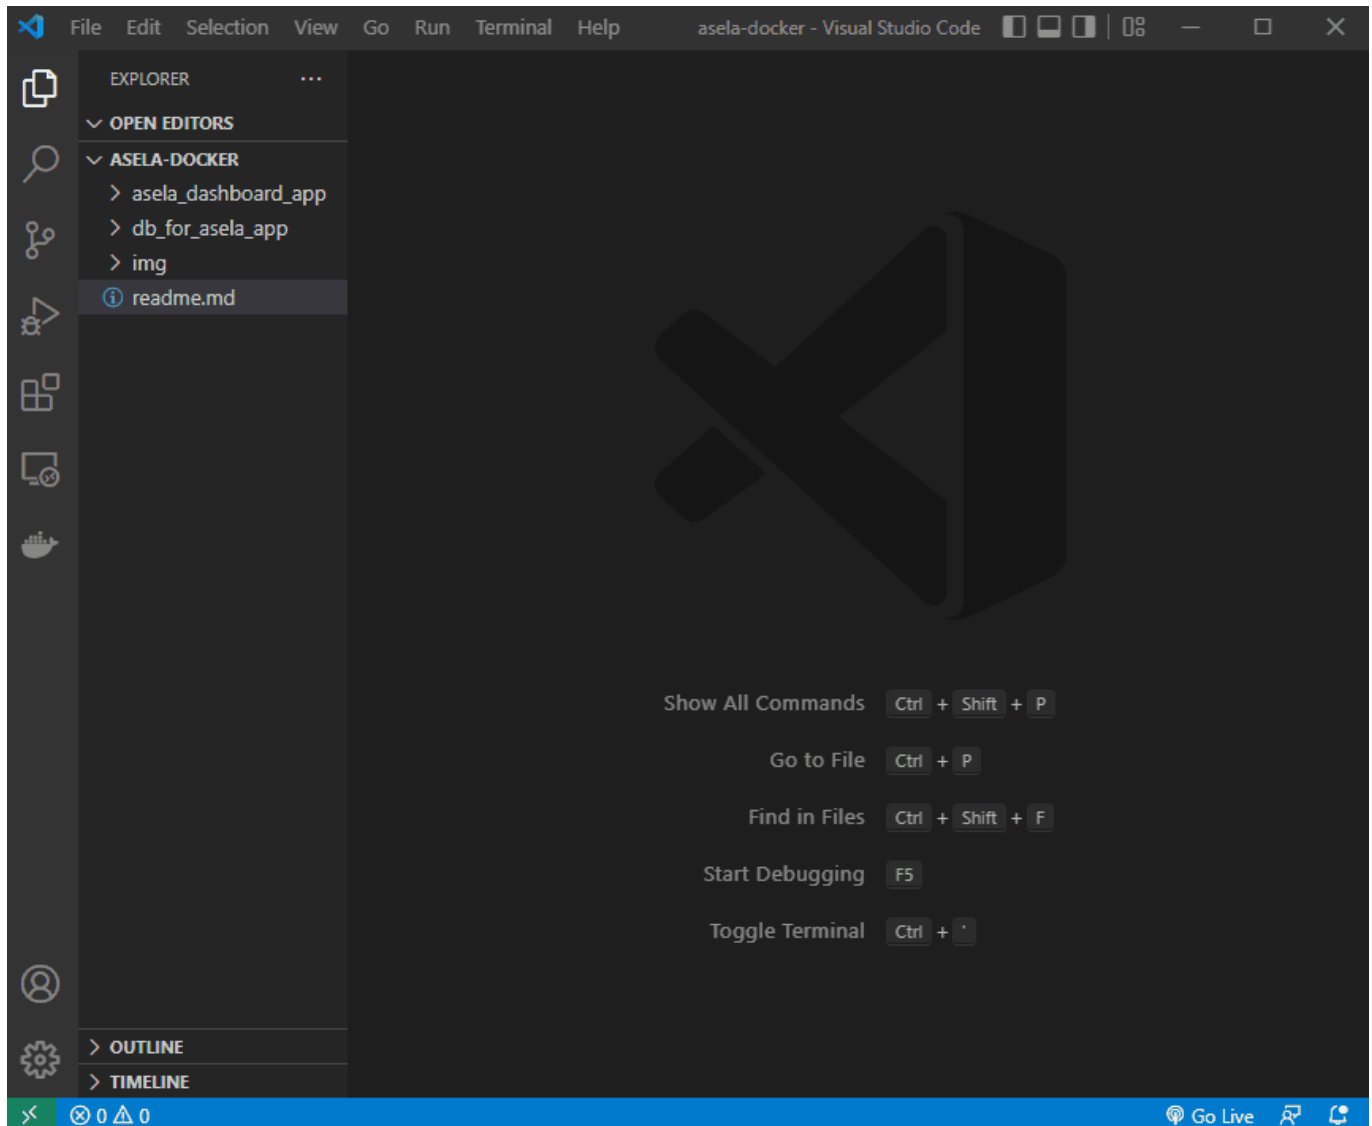 File Edit Selection View Go Run Terminal Help asela-docker - Visual Studio Code
EXPLORER ...
OPEN EDITORS
ASELA-DOCKER
asela_dashboard_app
db_for_asela_app
img
readme.md
Show All Commands Ctrl + Shift + P
Go to File Ctrl + P
Find in Files Ctrl + Shift + F
Start Debugging F5
Toggle Terminal Ctrl + `
OUTLINE
TIMELINE
0 0 Go Live